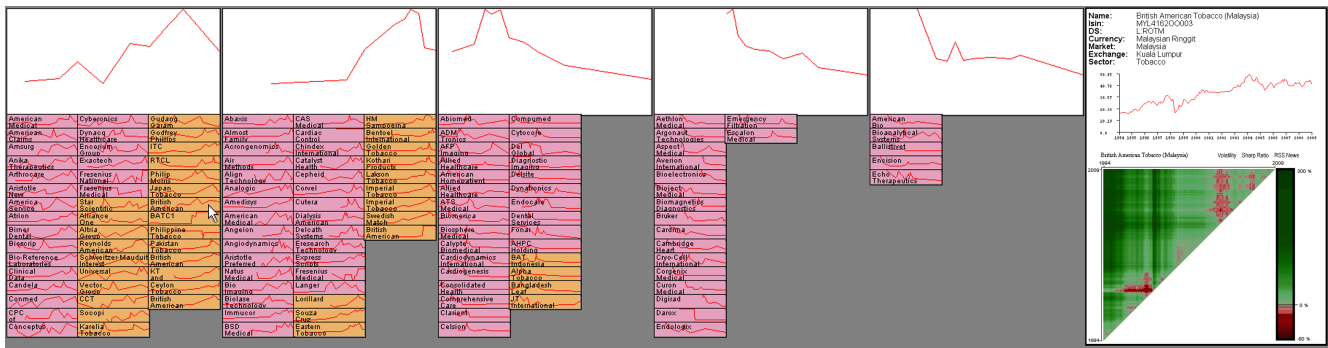 American
Medical
American
Claims
Amsurg
Anika
Therapeutics
Arthrocare
Aristotle
New
America
Service
Atrion
Birner
Dental
Bioscrip
Bio-Reference
Laboratories
Clinical
Data
Candela
Conmed
CPC
of
Conceptus
Cyberonics
Dynacq
Healthcare
Encorium
Group
Exactech
Fresenius
National
Fresenius
Medical
Star
Scientific
Alliance
One
Altria
Group
Reynolds
American
Schweitzer-Mauduit
Interest
Universal
Vector
Group
CCT
Socopi
Karelia
Tobacco
Gudang
Garam
Godfrey
Phillips
ITC
RTCL
Philip
Morris
Japan
Tobacco
British
American
BATC1
Philippine
Tobacco
Pakistan
Tobacco
British
American
KT
and
Ceylon
Tobacco
British
American
Abaxis
Almost
Family
Arrongenomics
Air
Methods
Align
Technology
Analogic
Amedisys
American
Medical
Angeion
Angiodynamics
Aristotle
Preferred
Natus
Medical
Bio
Imaging
Biolase
Technology
Immucor
BSD
Medical
CAS
Medical
Cardiac
Control
Chindex
International
Catalyst
Health
Cepheid
Corvel
Cutera
Dialysis
American
Delcath
Systems
Eresearch
Technology
Express
Scripts
Fresenius
Medical
Langer
Lorillard
Souza
Cruz
Eastern
Tobacco
HM
Sampoerna
Bentoel
International
Golden
Tobacco
Kothari
Products
Lakson
Tobacco
Imperial
Tobacco
Imperial
Tobacco
Swedish
Match
British
American
Abiomed
ADM
Tronics
AFP
Imaging
Allied
Healthcare
American
Homepatient
Allied
Healthcare
ATS
Medical
Biomerica
Biosphere
Medical
Calypte
Biomedical
Cardiodynamics
International
Cardiogenesis
Consolidated
Health
Comprehensive
Care
Clarient
Celsion
Compumed
Cytocore
Del
Global
Diagnostic
Imaging
Dynatronics
Endocare
Dental
Services
Fonar
AHPC
Holding
BAT
Indonesia
Alpha
Tobacco
Bangladesh
Leaf
JT
International
Aethlon
Medical
Argonaut
Technologies
Aspect
Medical
Averion
International
Bioelectronics
Bioject
Medical
Biomagnetics
Diagnostics
Bruker
Cardima
Cambridge
Heart
Cryo-Cell
International
Corgenix
Medical
Curon
Medical
Digirad
Darox
Endologix
Emergency
Filtration
Escalon
Medical
American
Bio
Bioanalytical
Systems
Ballistivet
Envision
Echo
Therapeutics
Name: British American Tobacco (Malaysia)
Isin: MYL4162OO003
DS: L:ROTM
Currency: Malaysian Ringgit
Market: Malaysia
Exchange: Kuala Lumpur
Sector: Tobacco
0.0
British American Tobacco (Malaysia) Volatility Sharp Ratio RSS News
1994 2009
2009
300 %
0 %
-60 %
1994